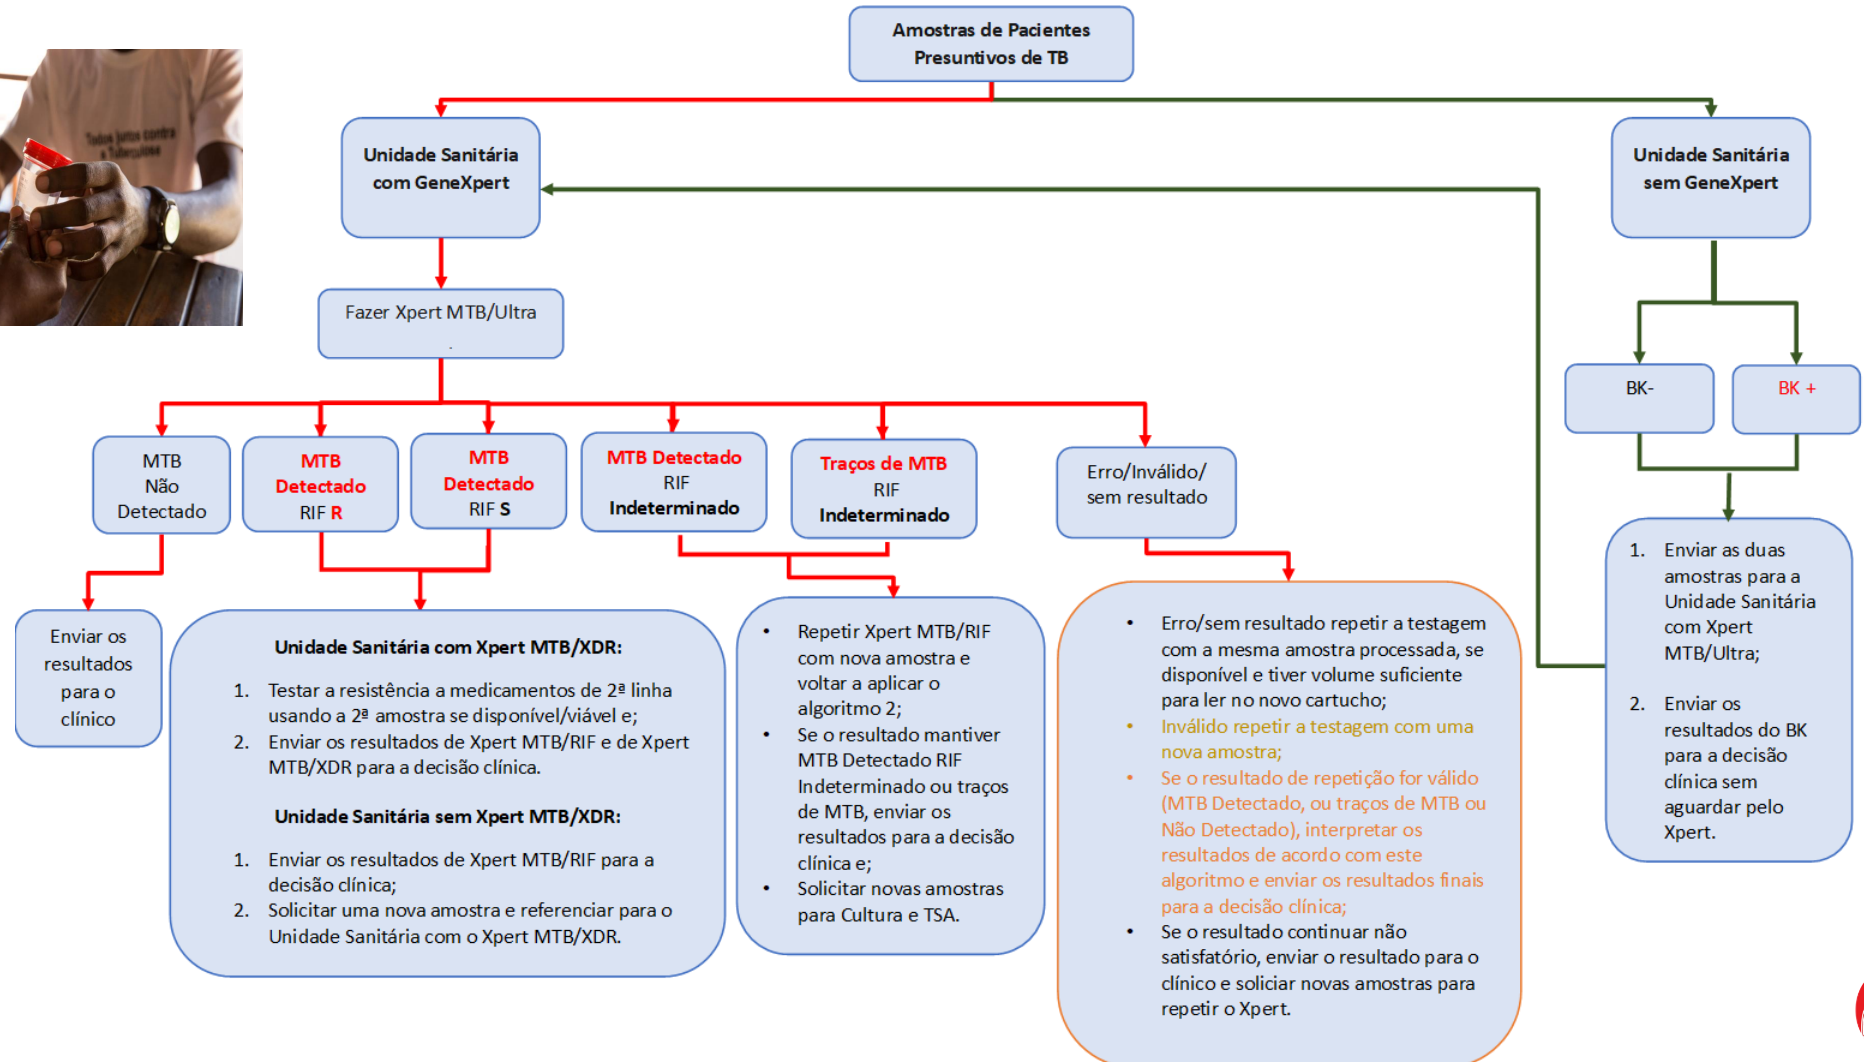 Amostras de Pacientes
Presuntivos de TB
Todos juntos contra
a Tuberculose
Unidade Sanitária
com GeneXpert
Unidade Sanitária
sem GeneXpert
Fazer Xpert MTB/Ultra
.
BK-
BK +
MTB
Não
Detectado
MTB
Detectado
RIF R
MTB
Detectado
RIF S
MTB Detectado
RIF
Indeterminado
Traços de MTB
RIF
Indeterminado
Erro/Inválido/
sem resultado
Enviar os
resultados
para o
clínico
Unidade Sanitária com Xpert MTB/XDR:
1. Testar a resistência a medicamentos de 2ª linha
usando a 2ª amostra se disponível/viável e;
2. Enviar os resultados de Xpert MTB/RIF e de Xpert
MTB/XDR para a decisão clínica.
Unidade Sanitária sem Xpert MTB/XDR:
1. Enviar os resultados de Xpert MTB/RIF para a
decisão clínica;
2. Solicitar uma nova amostra e referenciar para o
Unidade Sanitária com o Xpert MTB/XDR.
• Repetir Xpert MTB/RIF
com nova amostra e
voltar a aplicar o
algoritmo 2;
• Se o resultado mantiver
MTB Detectado RIF
Indeterminado ou traços
de MTB, enviar os
resultados para a decisão
clínica e;
• Solicitar novas amostras
para Cultura e TSA.
• Erro/sem resultado repetir a testagem
com a mesma amostra processada, se
disponível e tiver volume suficiente
para ler no novo cartucho;
• Inválido repetir a testagem com uma
nova amostra;
• Se o resultado de repetição for válido
(MTB Detectado, ou traços de MTB ou
Não Detectado), interpretar os
resultados de acordo com este
algoritmo e enviar os resultados finais
para a decisão clínica;
• Se o resultado continuar não
satisfatório, enviar o resultado para o
clínico e soliciar novas amostras para
repetir o Xpert.
1. Enviar as duas
amostras para a
Unidade Sanitária
com Xpert
MTB/Ultra;
2. Enviar os
resultados do BK
para a decisão
clínica sem
aguardar pelo
Xpert.